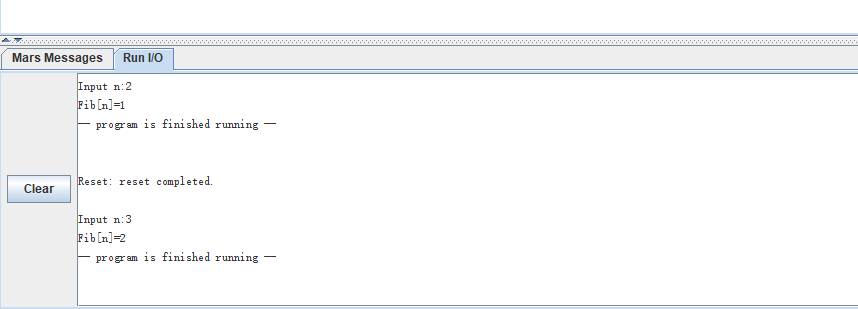 Mars Messages Run I/O
Input n:2
Fib[n]=1
── program is finished running ──
Reset: reset completed.
Clear
Input n:3
Fib[n]=2
── program is finished running ──